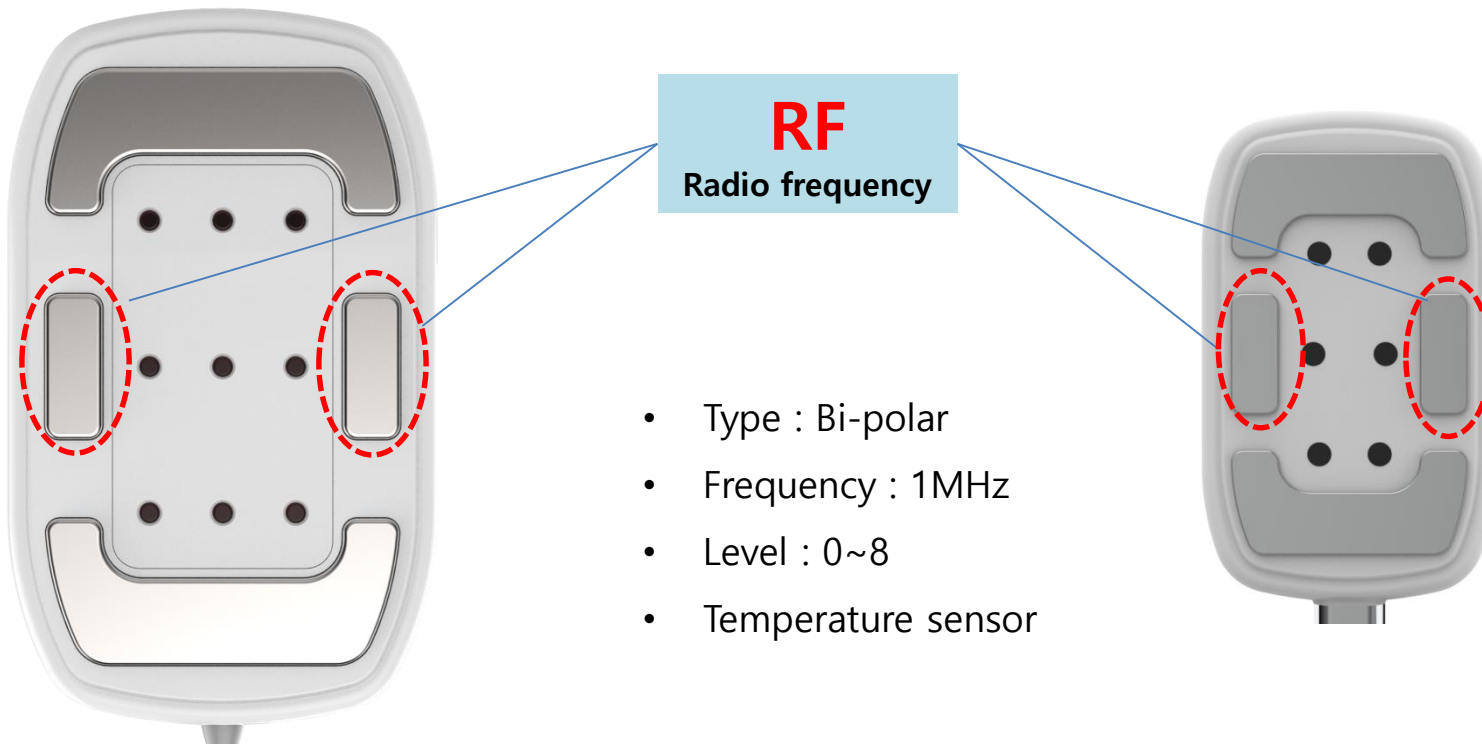 RF
Radio frequency
• Type : Bi-polar
• Frequency : 1MHz
• Level : 0~8
• Temperature sensor